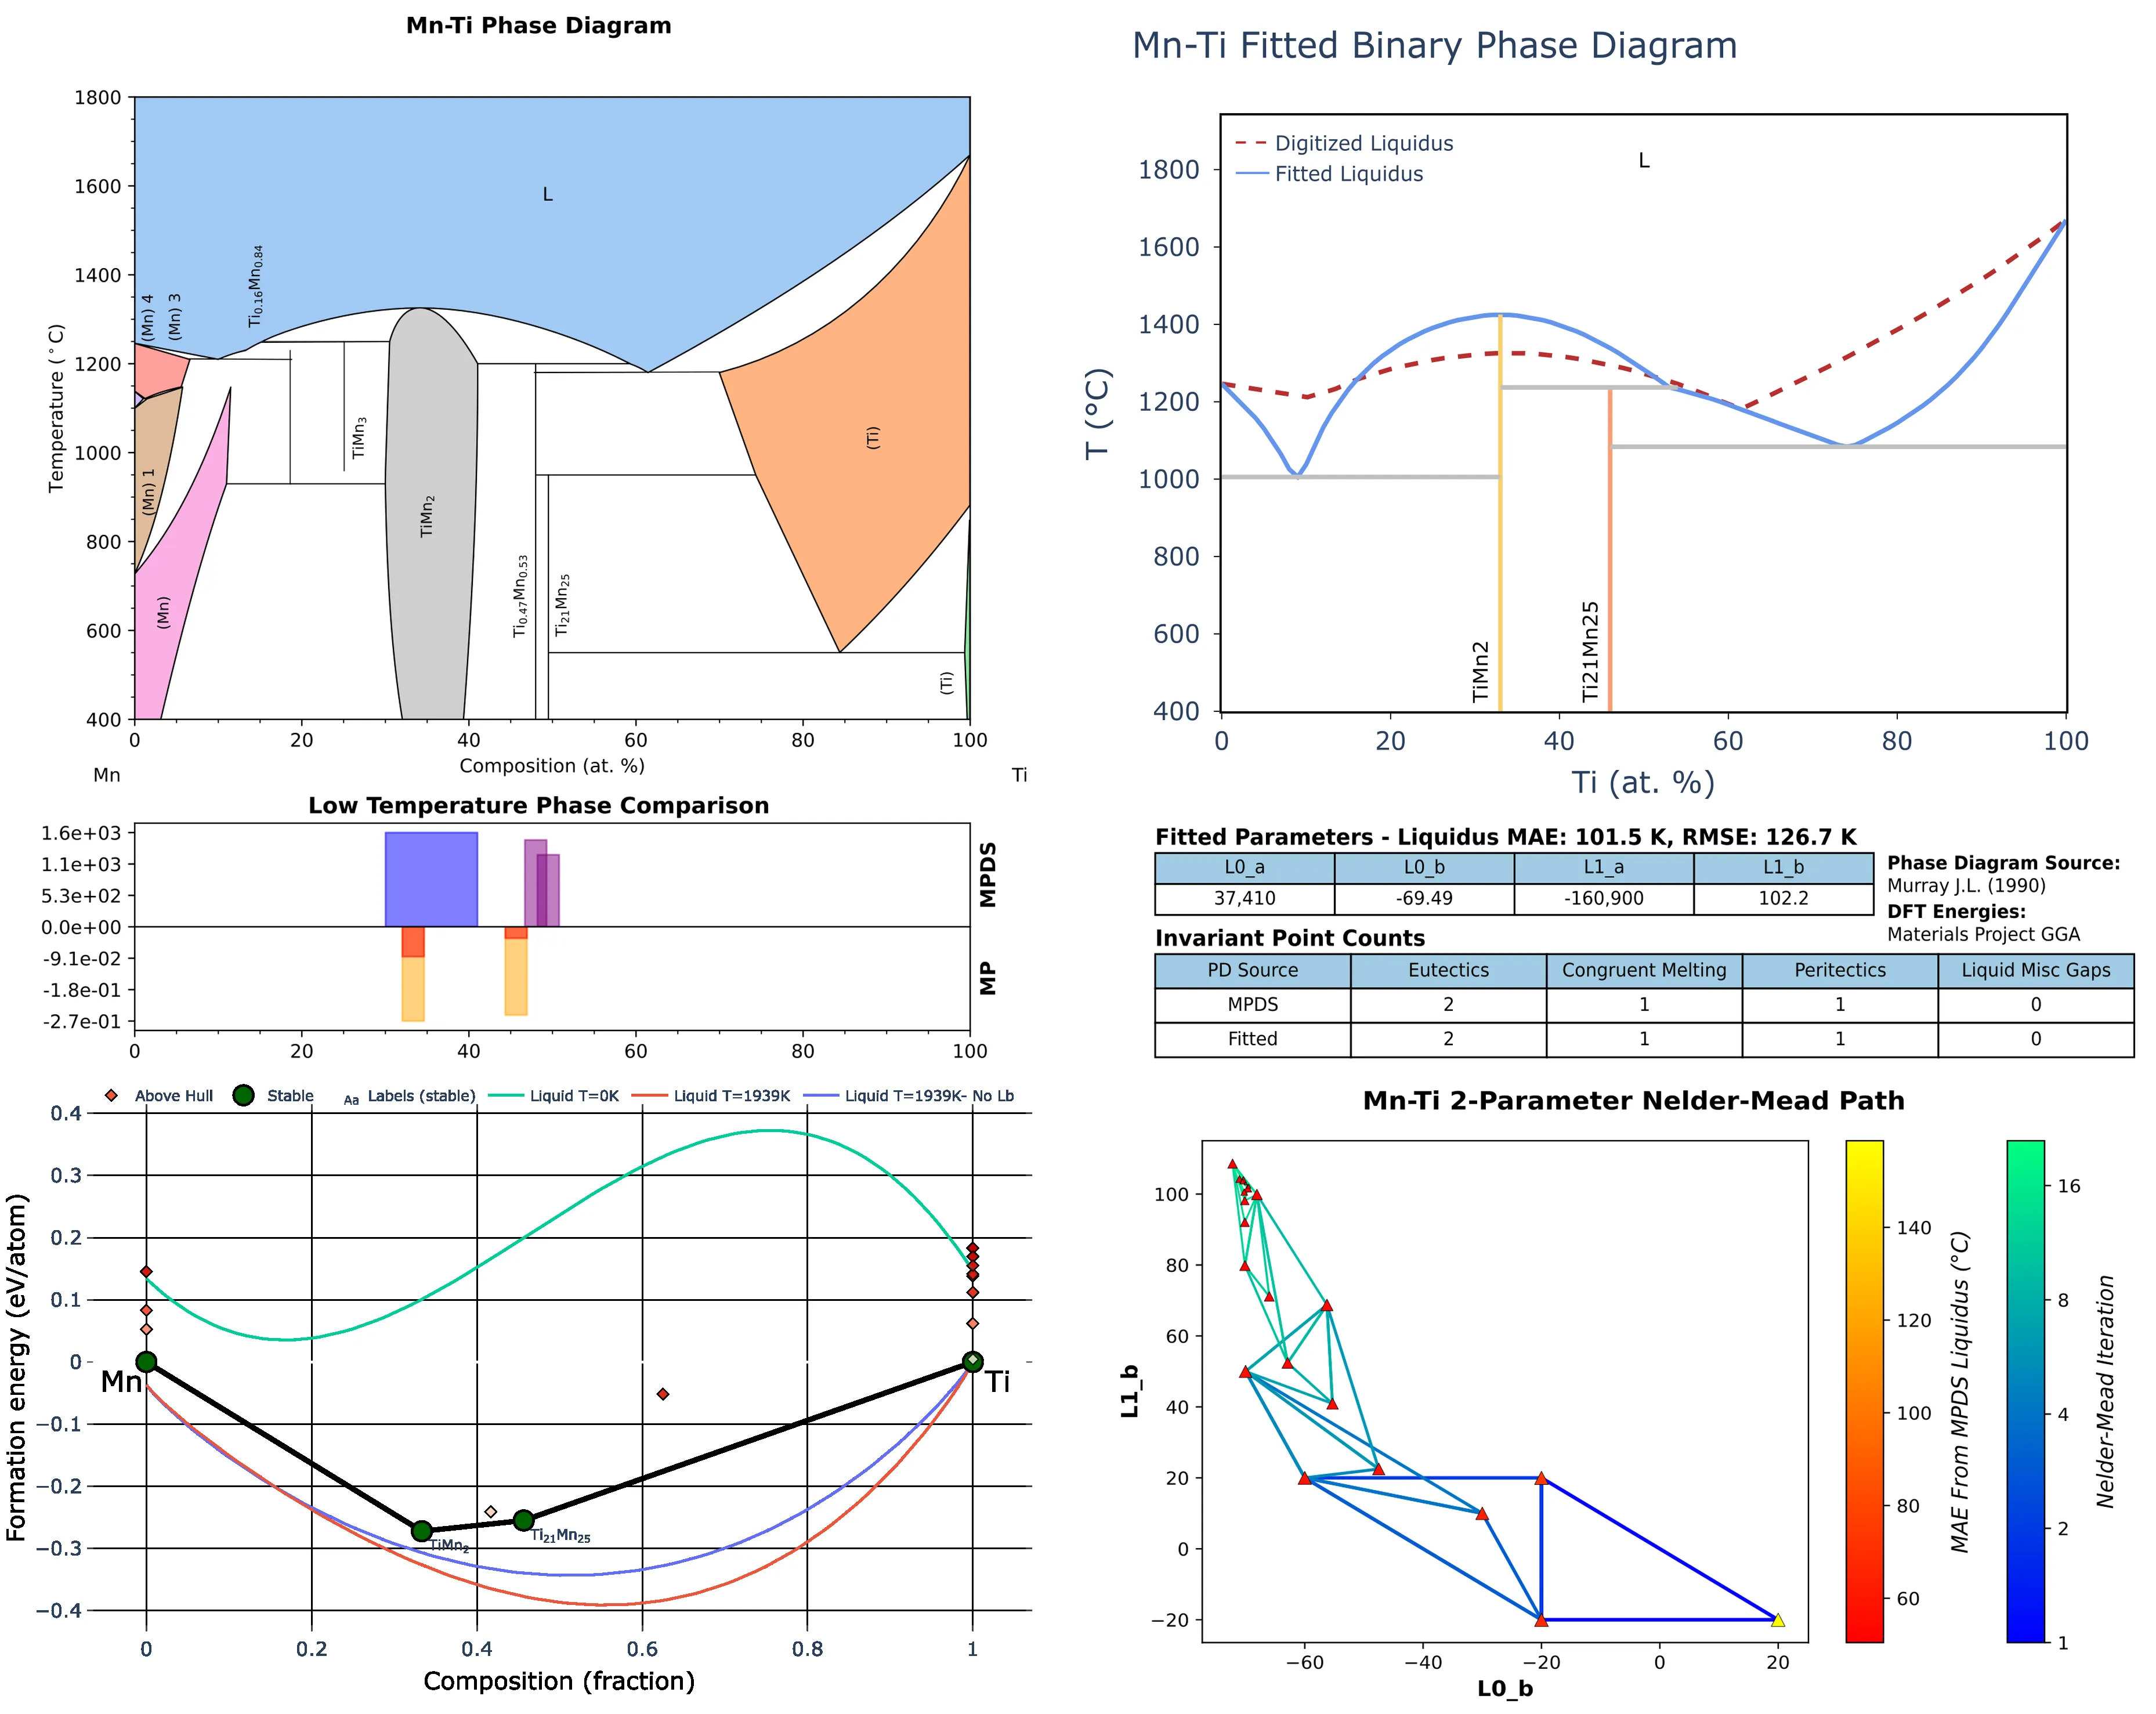 Mn-Ti Phase Diagram
1800
1600
1400
1200
1000
800
600
400
Temperature (°C)
L
(Mn) 4
(Mn) 3
Ti0.16Mn0.84
TiMn3
(Mn) 1
(Mn)
TiMn2
Ti0.47Mn0.53
Ti21Mn25
(Ti)
(Ti)
0 20 40 60 80 100
Composition (at. %)
Mn Ti
Mn-Ti Fitted Binary Phase Diagram
Digitized Liquidus
Fitted Liquidus
L
1800
1600
1400
1200
1000
800
600
400
T (°C)
TiMn2
Ti21Mn25
0 20 40 60 80 100
Ti (at. %)
Low Temperature Phase Comparison
1.6e+03
1.1e+03
5.3e+02
0.0e+00
-9.1e-02
-1.8e-01
-2.7e-01
MPDS
MP
0 20 40 60 80 100
Fitted Parameters - Liquidus MAE: 101.5 K, RMSE: 126.7 K
L0_a L0_b L1_a L1_b
37,410 -69.49 -160,900 102.2
Phase Diagram Source:
Murray J.L. (1990)
DFT Energies:
Materials Project GGA
Invariant Point Counts
PD Source Eutectics Congruent Melting Peritectics Liquid Misc Gaps
MPDS 2 1 1 0
Fitted 2 1 1 0
Above Hull Stable Aa Labels (stable) Liquid T=0K Liquid T=1939K Liquid T=1939K- No Lb
0.4
0.3
0.2
0.1
0
−0.1
−0.2
−0.3
−0.4
Formation energy (eV/atom)
Mn
Ti
TiMn2
Ti21Mn25
0 0.2 0.4 0.6 0.8 1
Composition (fraction)
Mn-Ti 2-Parameter Nelder-Mead Path
100
80
60
40
20
0
−20
L1_b
−60 −40 −20 0 20
L0_b
140
120
100
80
60
MAE From MPDS Liquidus (°C)
16
8
4
2
1
Nelder-Mead Iteration